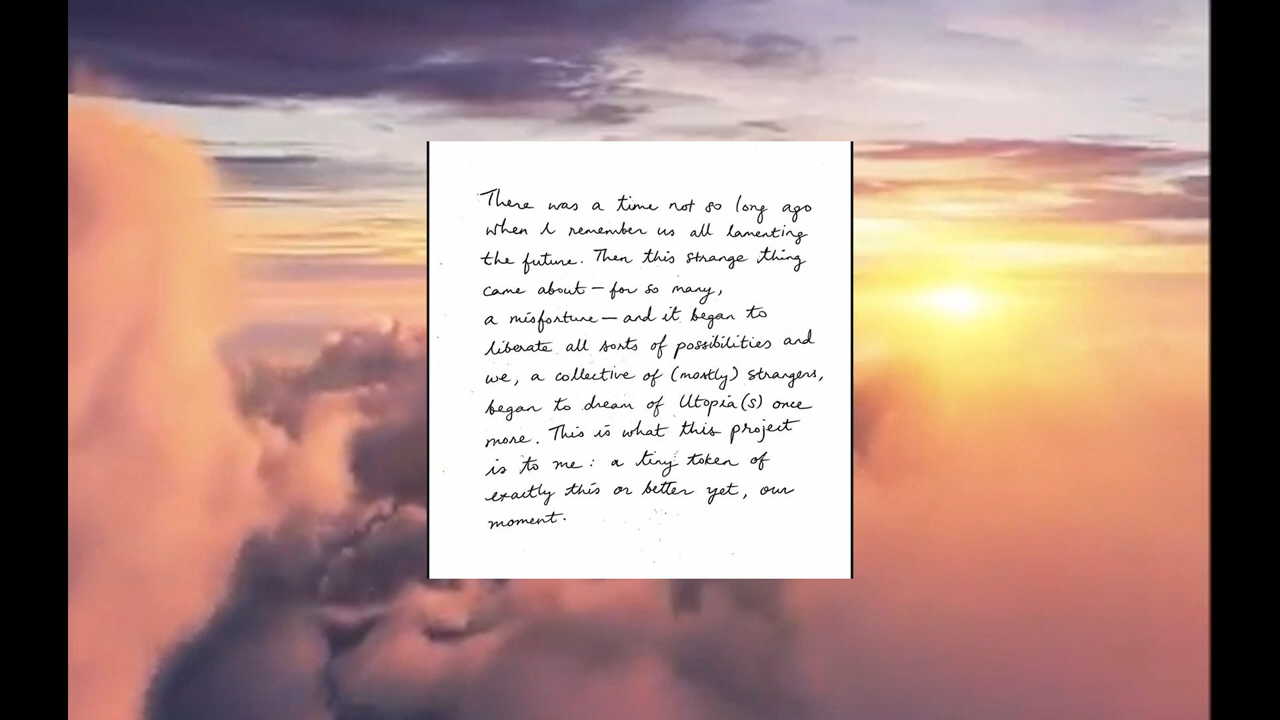 There was a time not so long ago
when I remember us all lamenting
the future. Then this strange thing
came about – for so many,
a misfortune – and it began to
liberate all sorts of possibilities and
we, a collective of (mostly) strangers,
began to dream of Utopia(s) once
more. This is what this project
is to me: a tiny token of
exactly this or better yet, our
moment.